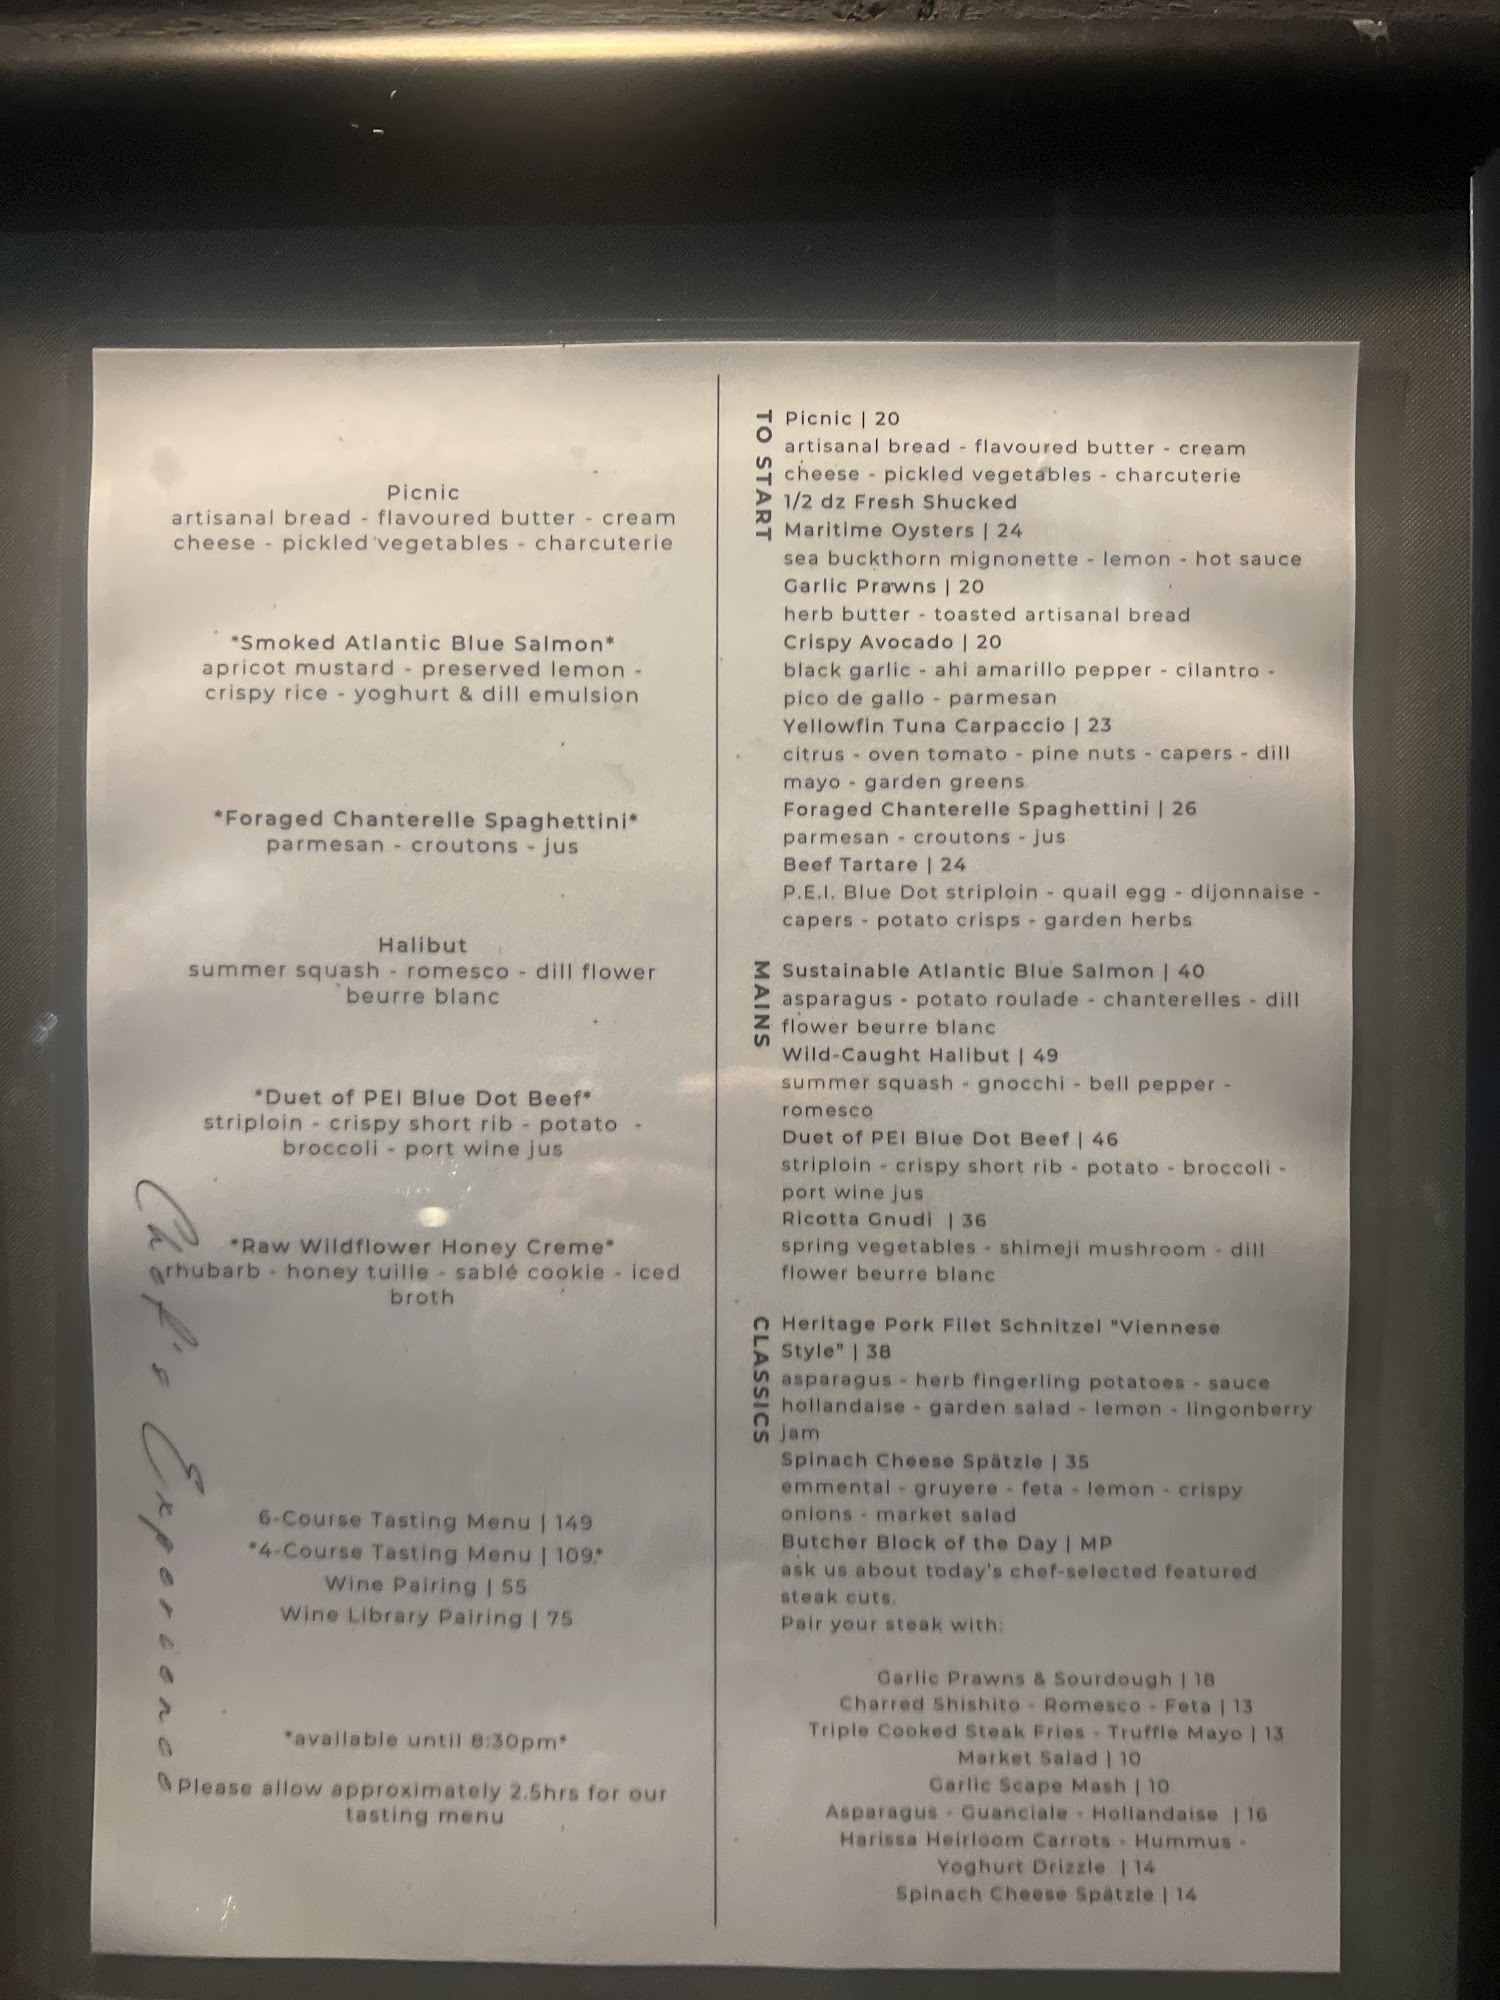 Picnic
artisanal bread - flavoured butter - cream
cheese - pickled vegetables - charcuterie
*Smoked Atlantic Blue Salmon*
apricot mustard - preserved lemon -
crispy rice - yoghurt & dill emulsion
*Foraged Chanterelle Spaghettini*
parmesan - croutons - jus
Halibut
summer squash - romesco - dill flower
beurre blanc
*Duet of PEI Blue Dot Beef*
striploin - crispy short rib - potato -
broccoli - port wine jus
*Raw Wildflower Honey Creme*
rhubarb - honey tuille - sablé cookie - iced
broth
Chef's Experience
6-Course Tasting Menu | 149
*4-Course Tasting Menu | 109*
Wine Pairing | 55
Wine Library Pairing | 75
*available until 8:30pm*
Please allow approximately 2.5hrs for our
tasting menu
TO START
Picnic | 20
artisanal bread - flavoured butter - cream
cheese - pickled vegetables - charcuterie
1/2 dz Fresh Shucked
Maritime Oysters | 24
sea buckthorn mignonette - lemon - hot sauce
Garlic Prawns | 20
herb butter - toasted artisanal bread
Crispy Avocado | 20
black garlic - ahi amarillo pepper - cilantro -
pico de gallo - parmesan
Yellowfin Tuna Carpaccio | 23
citrus - oven tomato - pine nuts - capers - dill
mayo - garden greens
Foraged Chanterelle Spaghettini | 26
parmesan - croutons - jus
Beef Tartare | 24
P.E.I. Blue Dot striploin - quail egg - dijonnaise -
capers - potato crisps - garden herbs
MAINS
Sustainable Atlantic Blue Salmon | 40
asparagus - potato roulade - chanterelles - dill
flower beurre blanc
Wild-Caught Halibut | 49
summer squash - gnocchi - bell pepper -
romesco
Duet of PEI Blue Dot Beef | 46
striploin - crispy short rib - potato - broccoli -
port wine jus
Ricotta Gnudi | 36
spring vegetables - shimeji mushroom - dill
flower beurre blanc
CLASSICS
Heritage Pork Filet Schnitzel "Viennese
Style" | 38
asparagus - herb fingerling potatoes - sauce
hollandaise - garden salad - lemon - lingonberry
jam
Spinach Cheese Spätzle | 35
emmental - gruyere - feta - lemon - crispy
onions - market salad
Butcher Block of the Day | MP
ask us about today's chef-selected featured
steak cuts.
Pair your steak with:
Garlic Prawns & Sourdough | 18
Charred Shishito - Romesco - Feta | 13
Triple Cooked Steak Fries - Truffle Mayo | 13
Market Salad | 10
Garlic Scape Mash | 10
Asparagus - Guanciale - Hollandaise | 16
Harissa Heirloom Carrots - Hummus -
Yoghurt Drizzle | 14
Spinach Cheese Spätzle | 14